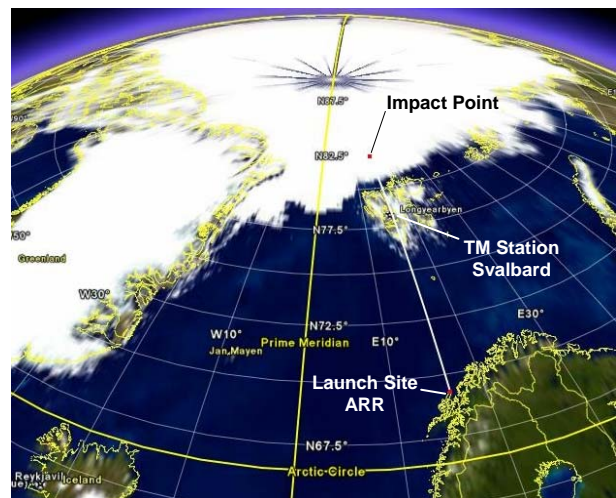 N87.5°
Impact Point
N82.5°
Longyearbyen
N77.5°
TM Station
Svalbard
Greenland
W30°
E30°
N72.5°
W10°
E10°
Prime Meridian
Jan Mayen
Launch Site
ARR
N67.5°
Arctic Circle
Reykjavik
Iceland